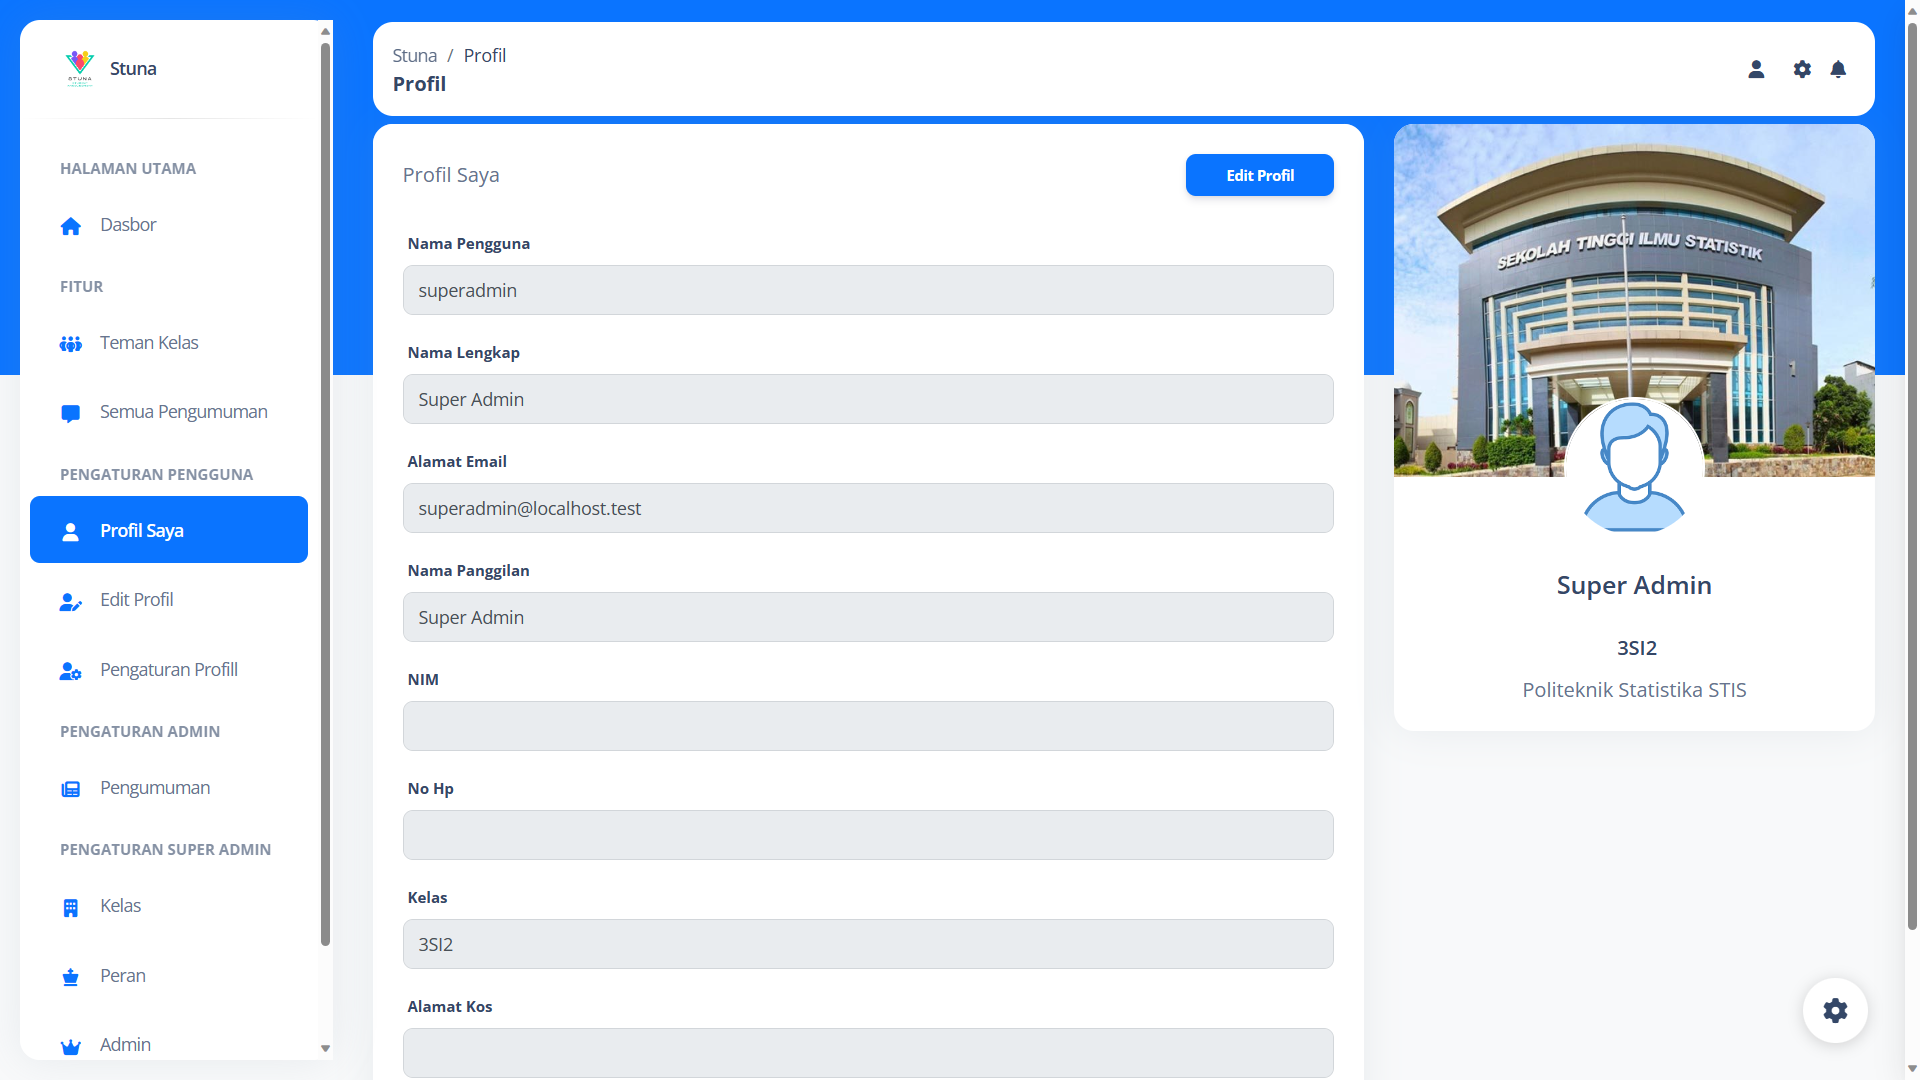 STUNA
Stuna
HALAMAN UTAMA
Dasbor
FITUR
Teman Kelas
Semua Pengumuman
PENGATURAN PENGGUNA
Profil Saya
Edit Profil
Pengaturan Profill
PENGATURAN ADMIN
Pengumuman
PENGATURAN SUPER ADMIN
Kelas
Peran
Admin
Stuna / Profil
Profil
Profil Saya
Edit Profil
Nama Pengguna
superadmin
Nama Lengkap
Super Admin
Alamat Email
superadmin@localhost.test
Nama Panggilan
Super Admin
NIM
No Hp
Kelas
3SI2
Alamat Kos
SEKOLAH TINGGI ILMU STATISTIK
Super Admin
3SI2
Politeknik Statistika STIS